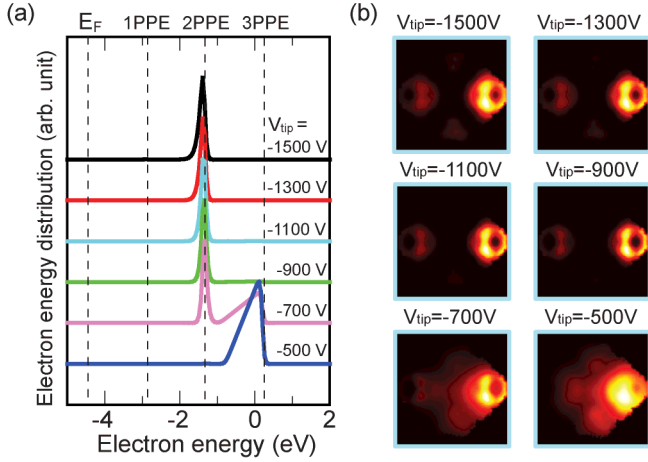 (a)
E_F 1PPE 2PPE 3PPE
Electron energy distribution (arb. unit)
V_tip =
-1500 V
-1300 V
-1100 V
-900 V
-700 V
-500 V
-4 -2 0 2
Electron energy (eV)
(b)
V_tip=-1500V V_tip=-1300V
V_tip=-1100V V_tip=-900V
V_tip=-700V V_tip=-500V